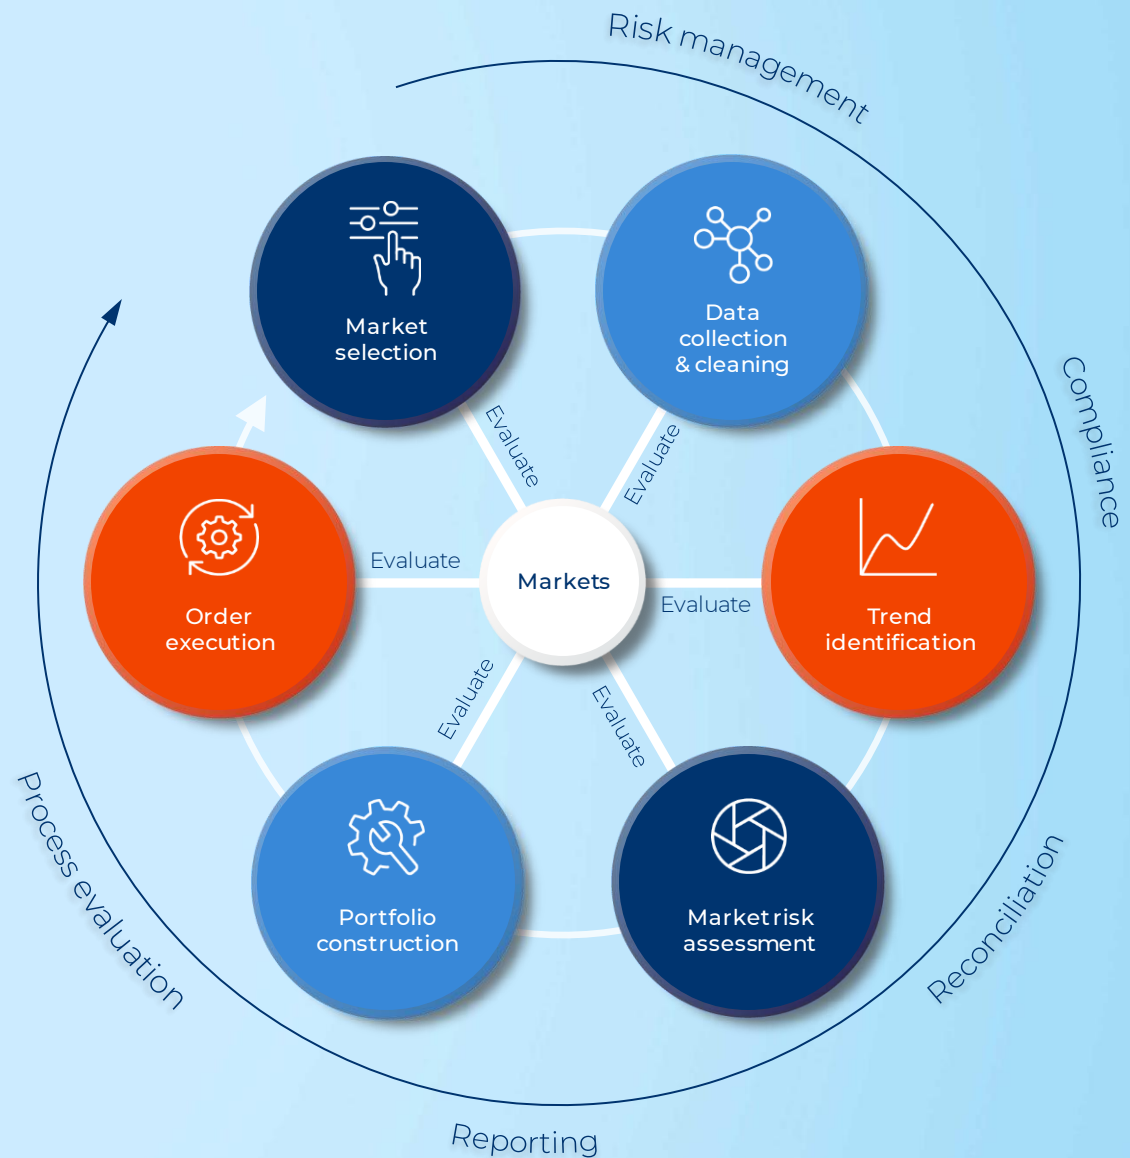 Risk management
Compliance
Reconciliation
Reporting
Process evaluation
Market
selection
Data
collection
& cleaning
Trend
identification
Market risk
assessment
Portfolio
construction
Order
execution
Markets
Evaluate
Evaluate
Evaluate
Evaluate
Evaluate
Evaluate